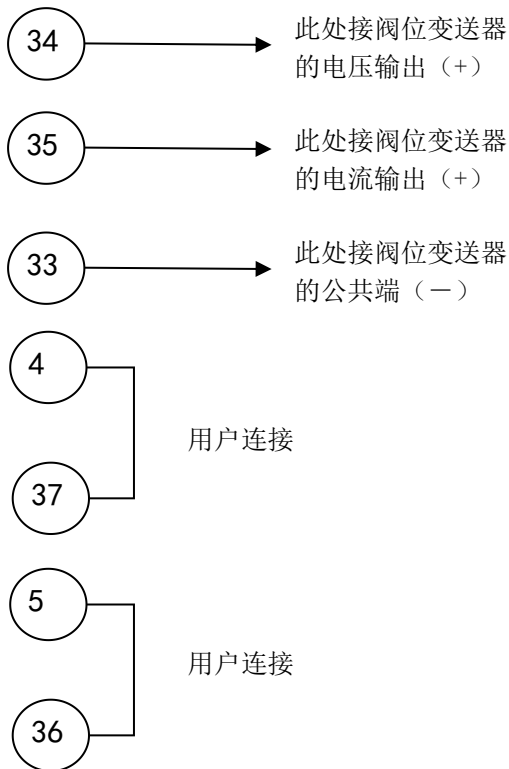 34
此处接阀位变送器
的电压输出（+）
35
此处接阀位变送器
的电流输出（+）
33
此处接阀位变送器
的公共端（－）
4
用户连接
37
5
用户连接
36